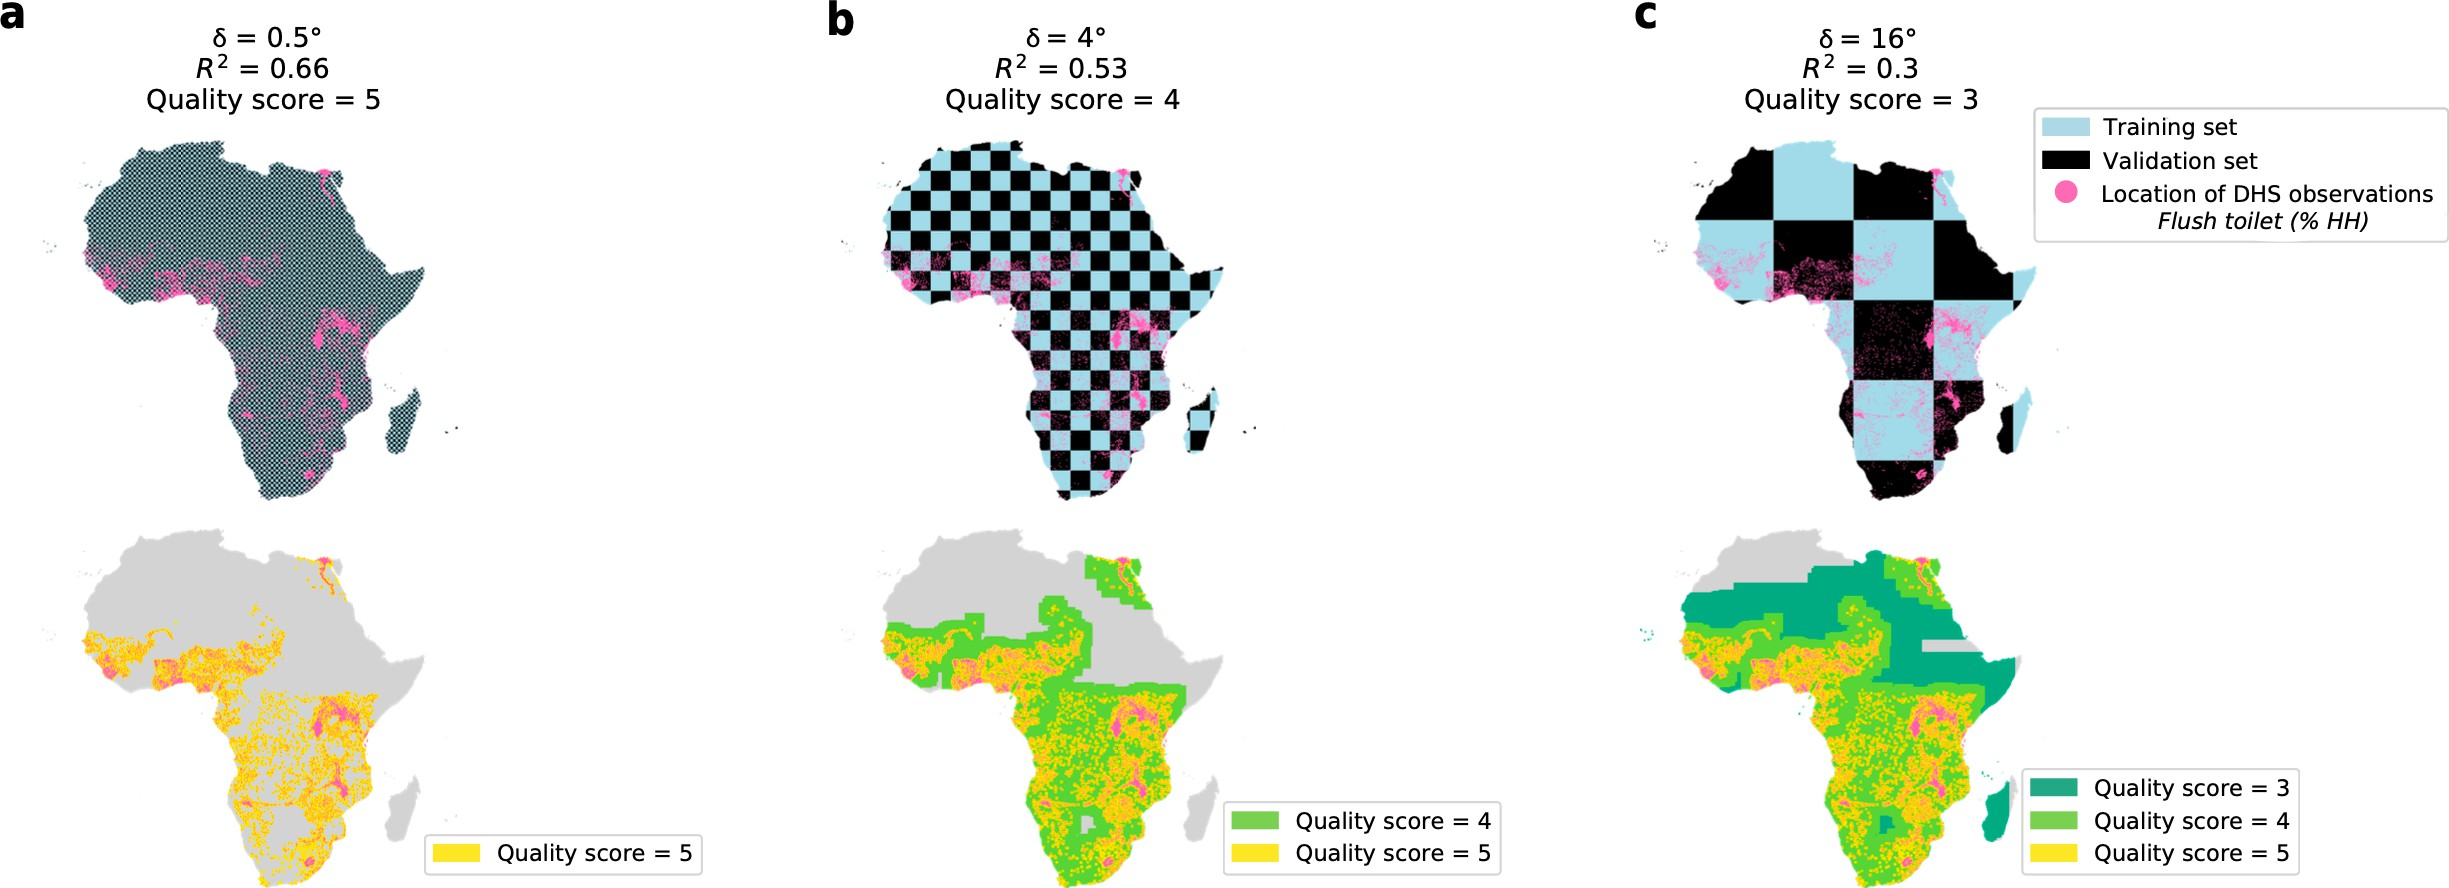 a
δ = 0.5°
R² = 0.66
Quality score = 5
b
δ = 4°
R² = 0.53
Quality score = 4
c
δ = 16°
R² = 0.3
Quality score = 3
Training set
Validation set
Location of DHS observations
Flush toilet (% HH)
Quality score = 5
Quality score = 4
Quality score = 5
Quality score = 3
Quality score = 4
Quality score = 5